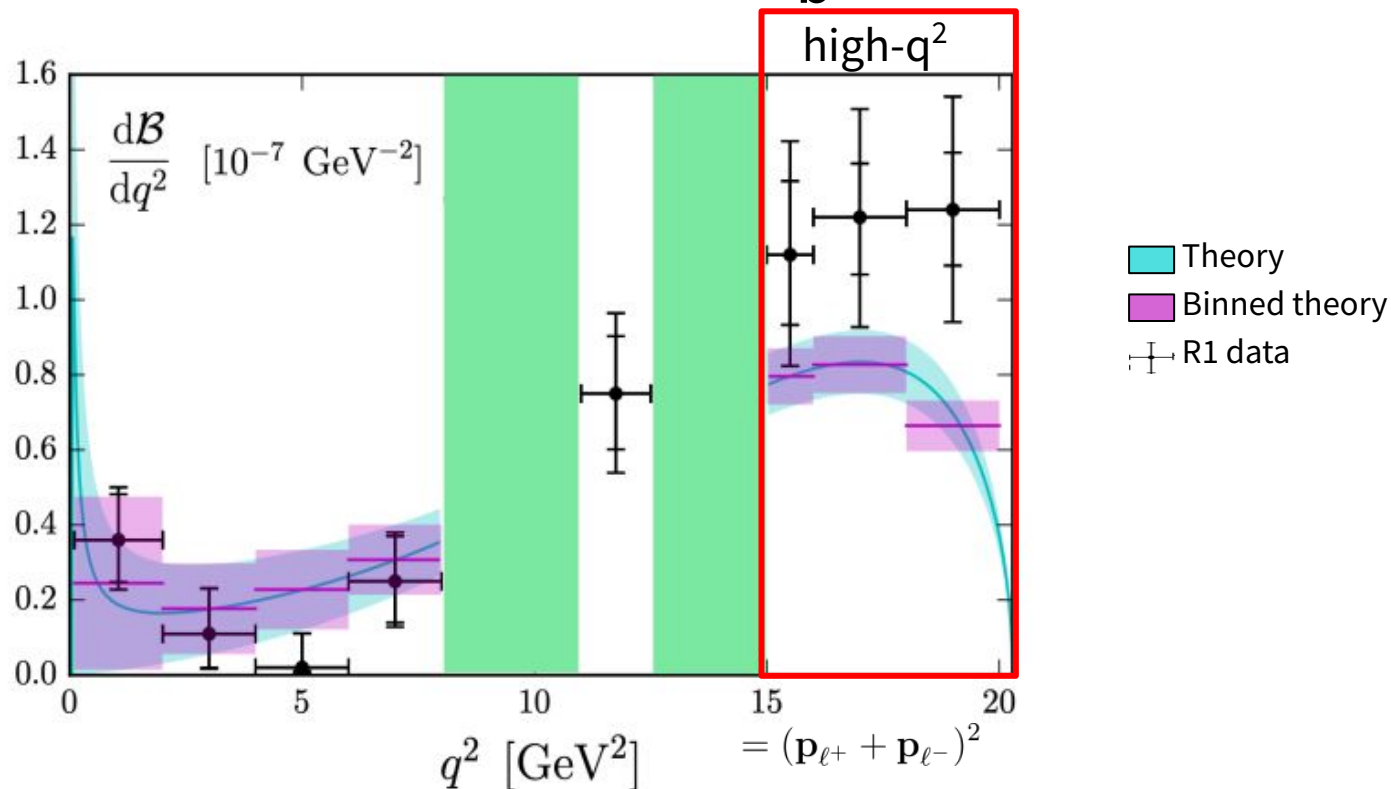 b
high-q²
1.6
1.4
1.2
1.0
0.8
0.6
0.4
0.2
0.0
dℬ
dq² [10⁻⁷ GeV⁻²]
0 5 10 15 20
q² [GeV²]
= (p_ℓ+ + p_ℓ−)²
Theory
Binned theory
R1 data